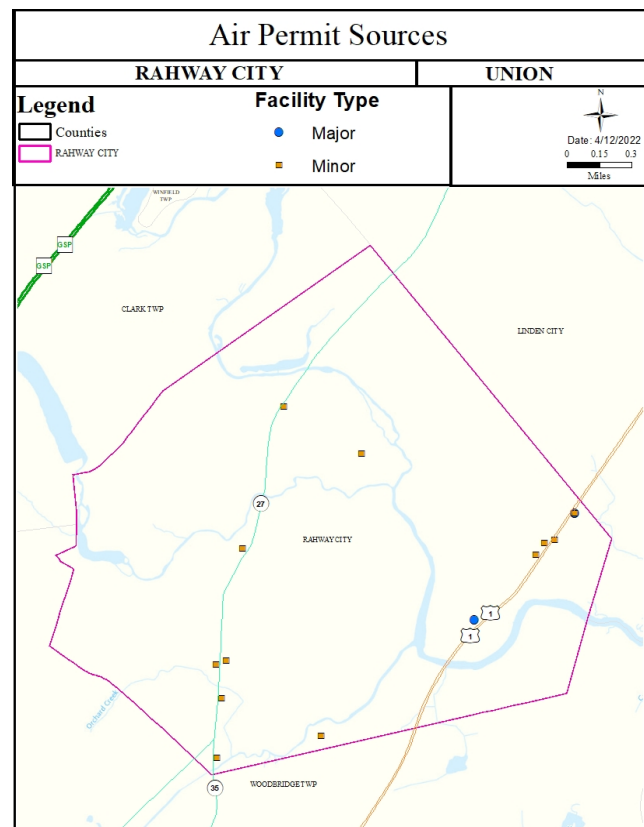 Air Permit Sources
RAHWAY CITY
UNION
Legend
Counties
RAHWAY CITY
Facility Type
Major
Minor
N
Date: 4/12/2022
0 0.15 0.3
Miles
WINFIELD
TWP
GSP
GSP
CLARK TWP
LINDEN CITY
27
RAHWAY CITY
1
1
Orchard Creek
WOODBRIDGE TWP
35